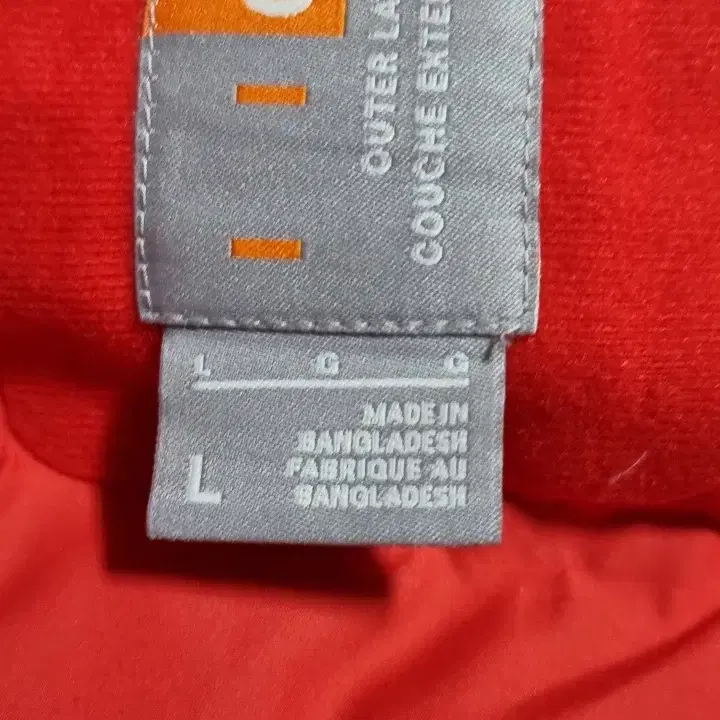 OUTER LA
COUCHE EXTE
L G G
L
MADE IN
BANGLADESH
FABRIQUE AU
BANGLADESH